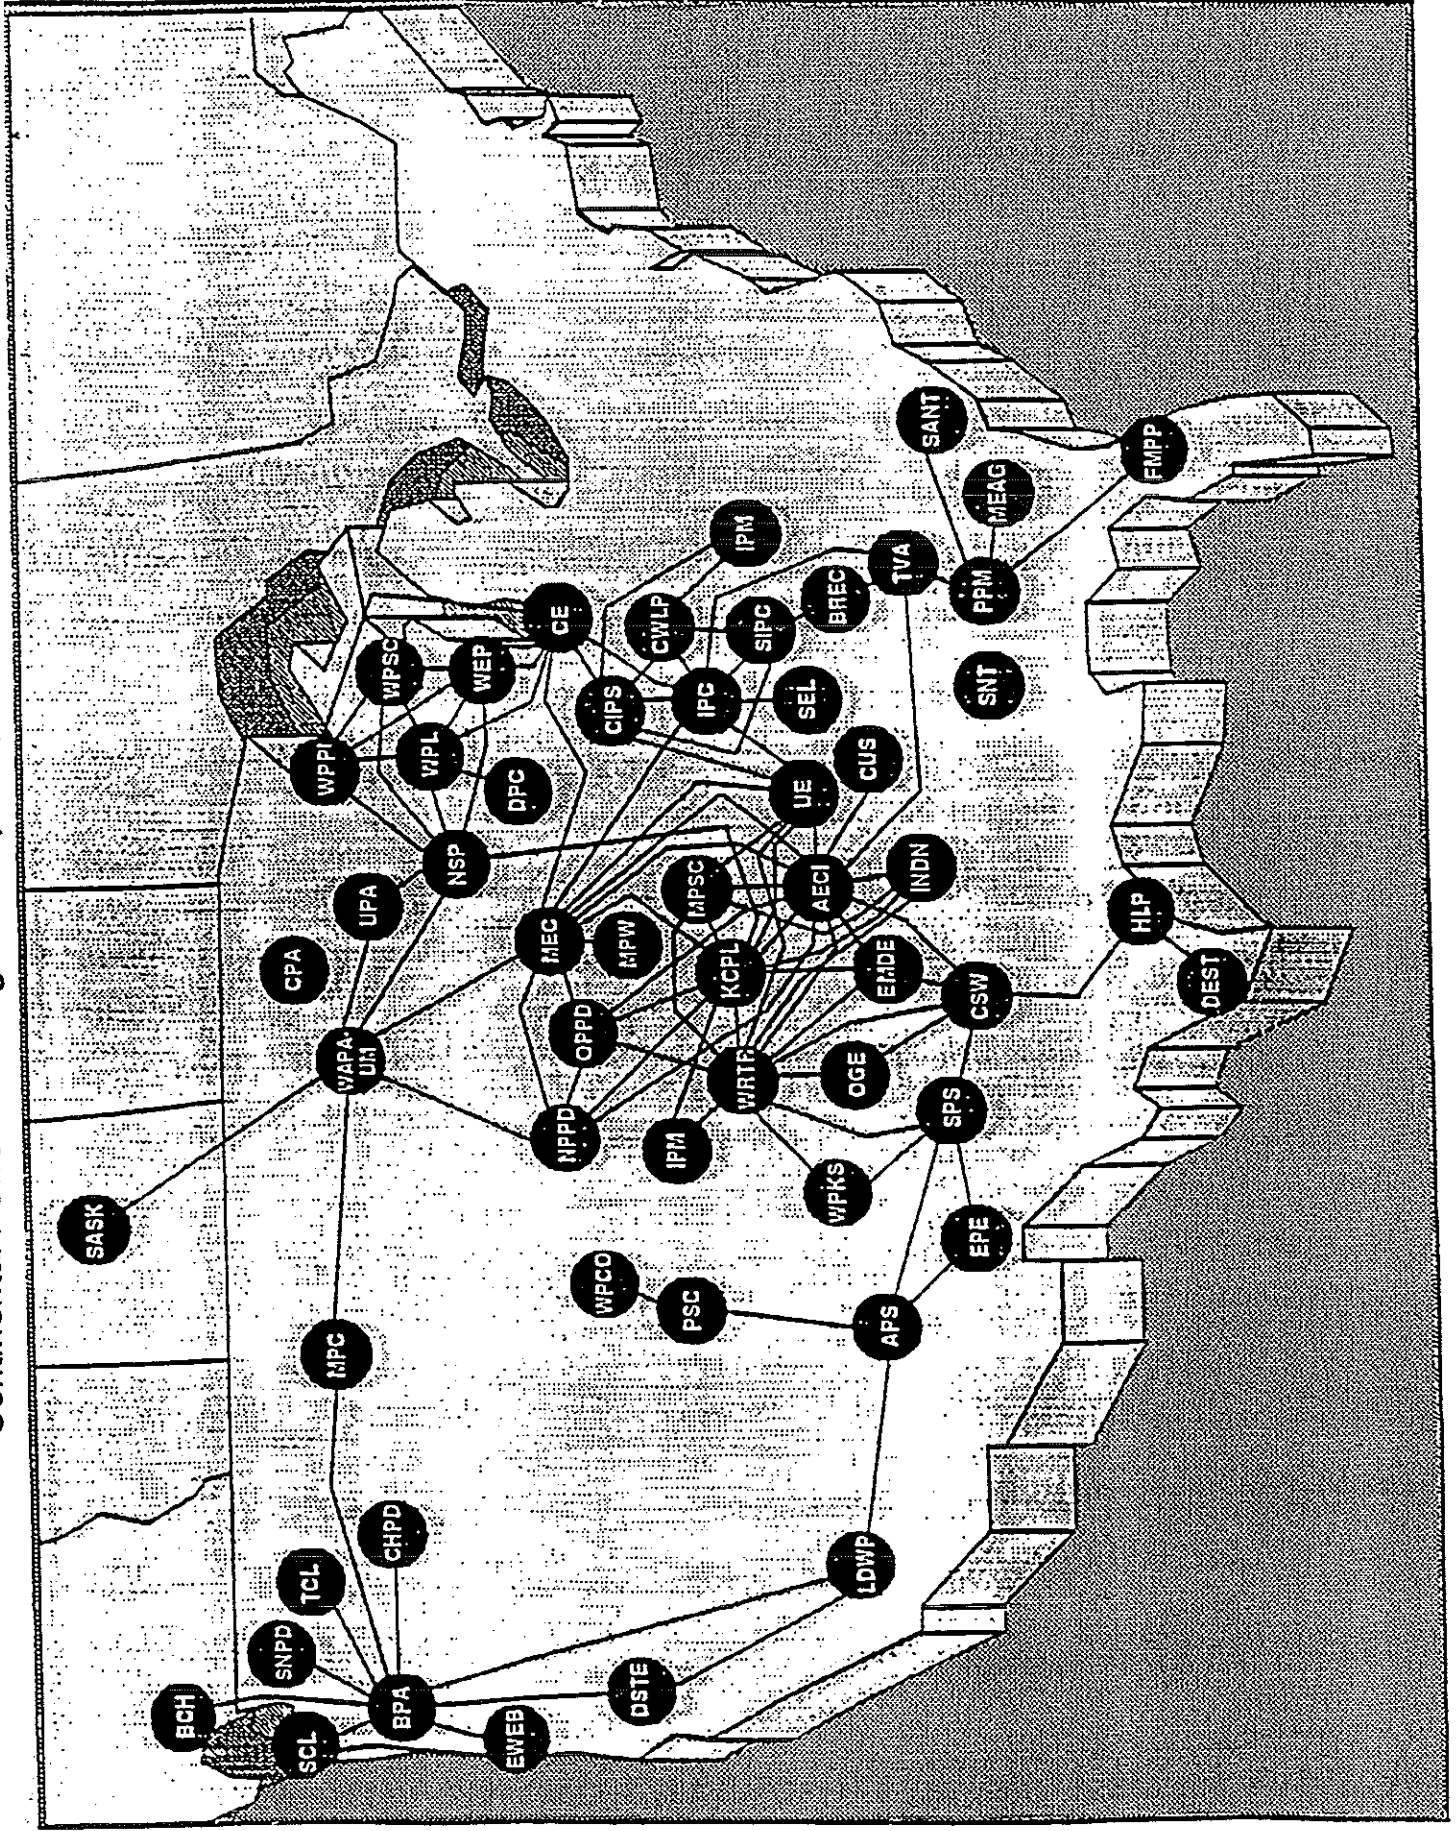 SASK
BCH
SCL
SNPD
TCL
CPA
WPPI
MPC
WAPA-
UM
UPA
BPA
CHPD
WPSC
WPL
NSP
WEP
EWEB
DPC
MEC
CE
NPPD
OPPD
WPCO
CIPS
MPW
DSTE
CWLP
IPM
PSC
MPSC
IPC
KCPL
WRTR
IPM
SIPC
UE
SEL
AECI
WPKS
BREC
LDWP
OGE
CUS
APS
EMDE
TVA
INDN
SANT
SPS
EPE
CSW
PPM
SNT
MEAG
HLP
FMPP
DEST